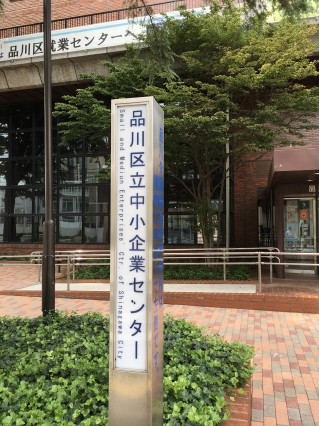 品川区就業センター
品川区立中小企業センター
Small and Medium Enterprises Ctr. of Shinagawa City